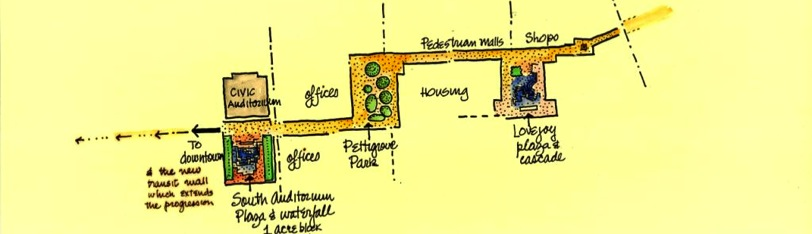 Pedestrian malls
Shops
CIVIC
Auditorium
offices
HOUSING
To
downtown
& the new
transit mall
which extends
the progression
offices
Pettigrove
Park
Lovejoy
plaza &
cascade
South Auditorium
Plaza & waterfall
1 acre block